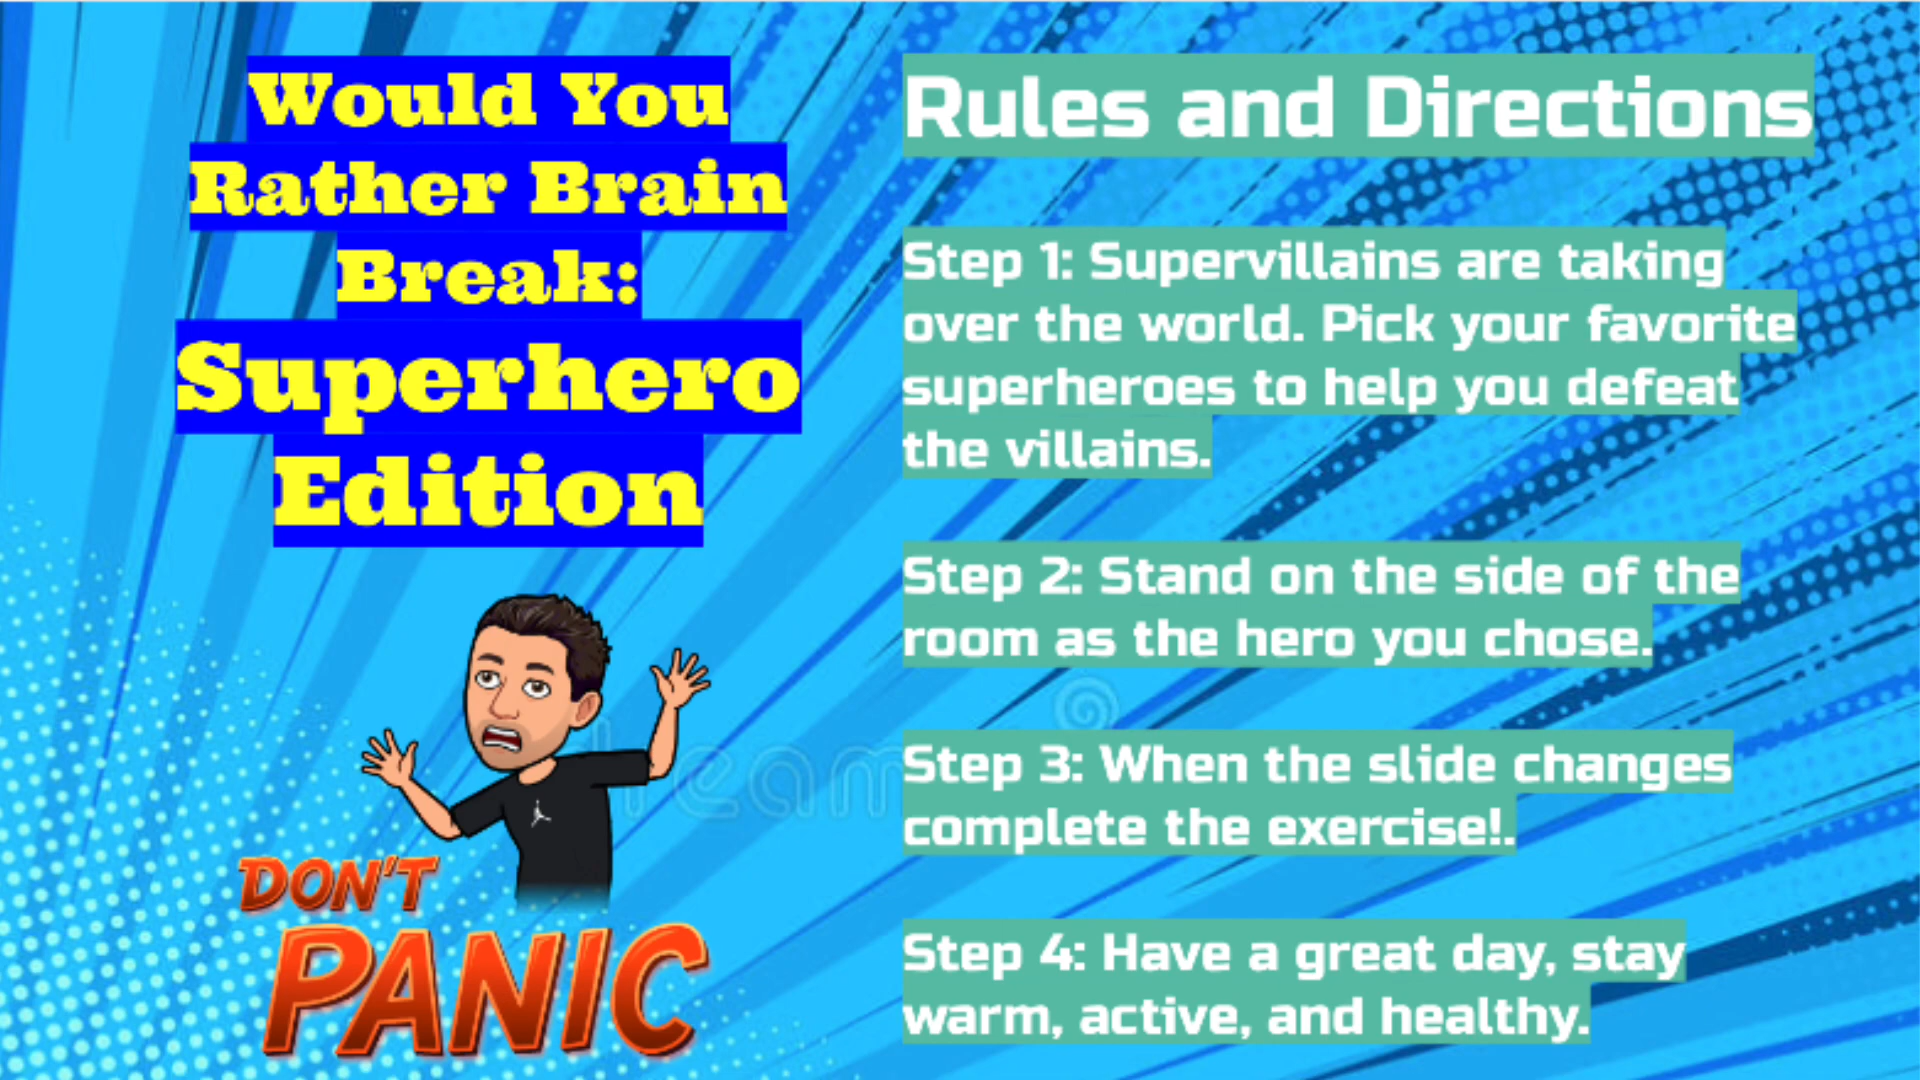 Would You
Rather Brain
Break:
Superhero
Edition
DON'T
PANIC
Rules and Directions
Step 1: Supervillains are taking
over the world. Pick your favorite
superheroes to help you defeat
the villains.
Step 2: Stand on the side of the
room as the hero you chose.
Step 3: When the slide changes
complete the exercise!.
Step 4: Have a great day, stay
warm, active, and healthy.